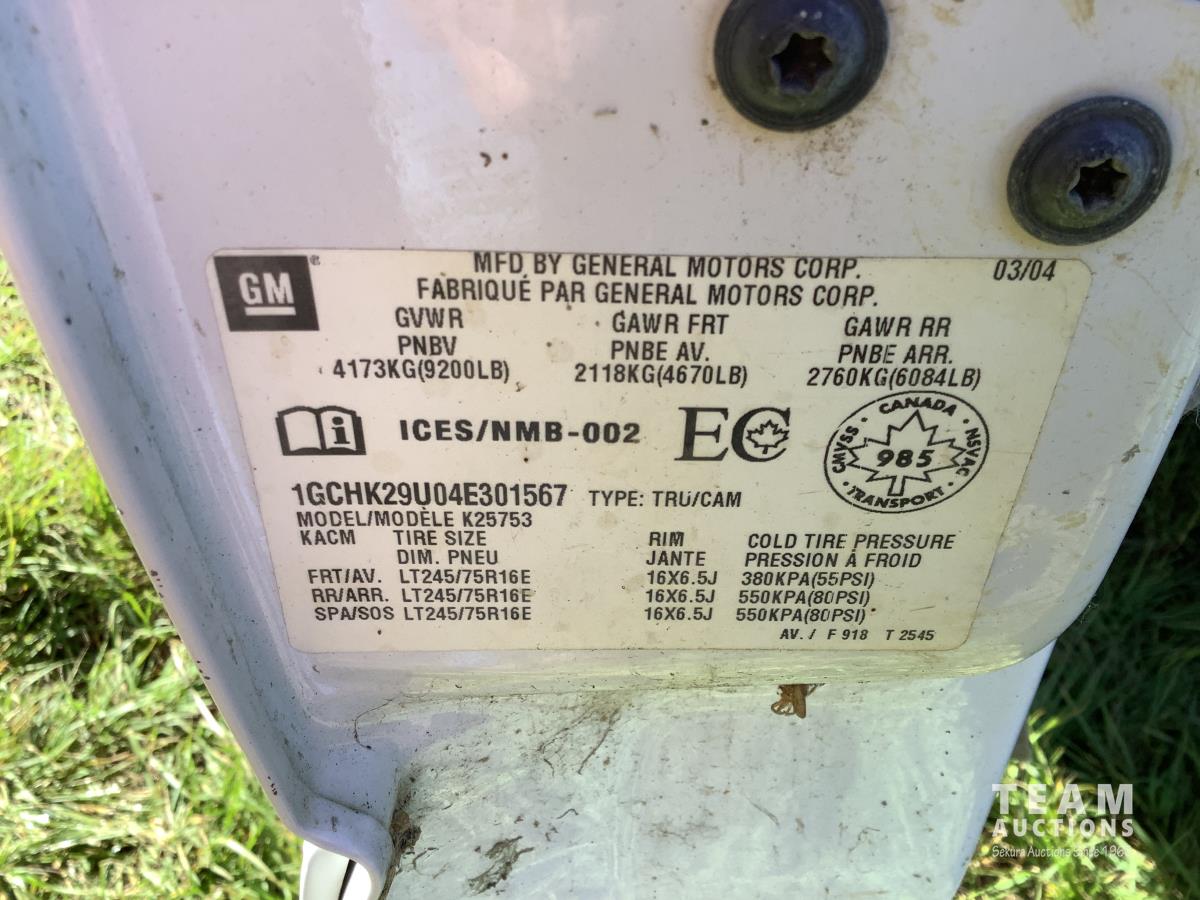 GM
MFD BY GENERAL MOTORS CORP. 03/04
FABRIQUÉ PAR GENERAL MOTORS CORP.
GVWR GAWR FRT GAWR RR
PNBV PNBE AV. PNBE ARR.
4173KG(9200LB) 2118KG(4670LB) 2760KG(6084LB)
i ICES/NMB-002 EC
CANADA
CMVSS 985 NSVAC
TRANSPORT
1GCHK29U04E301567 TYPE: TRU/CAM
MODEL/MODÈLE K25753
KACM TIRE SIZE RIM COLD TIRE PRESSURE
DIM. PNEU JANTE PRESSION À FROID
FRT/AV. LT245/75R16E 16X6.5J 380KPA(55PSI)
RR/ARR. LT245/75R16E 16X6.5J 550KPA(80PSI)
SPA/SOS LT245/75R16E 16X6.5J 550KPA(80PSI)
AV. / F 918 T 2545
TEAM
AUCTIONS
Sekura Auctions since 196